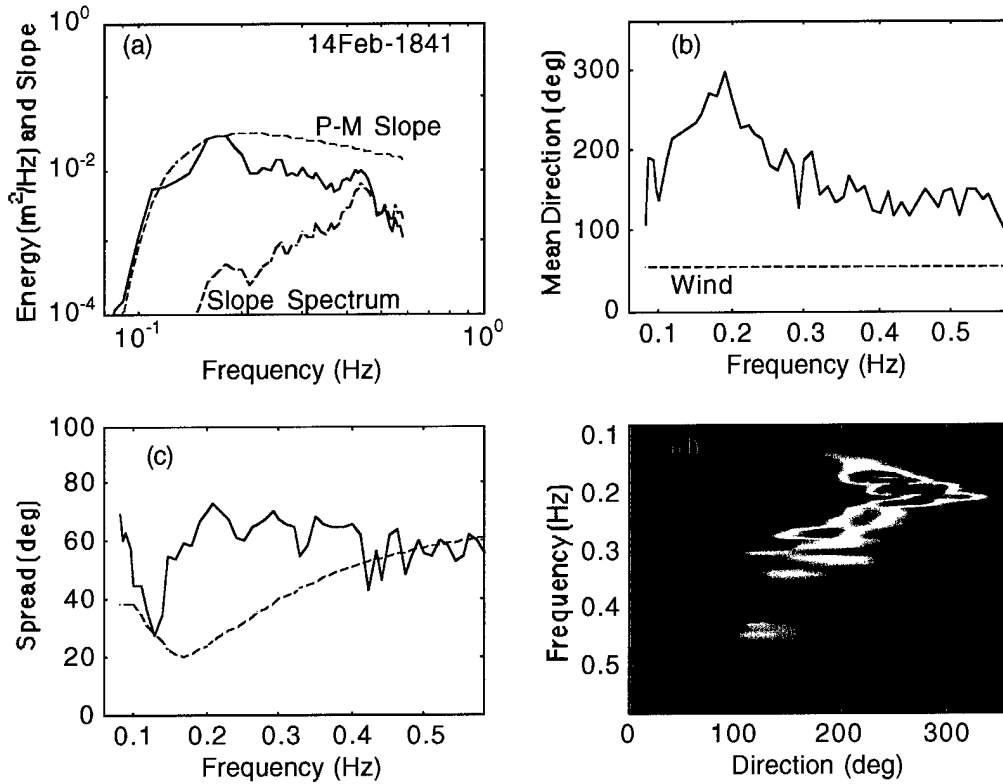 (a)
14Feb-1841
P-M Slope
Slope Spectrum
Energy (m²/Hz) and Slope
10⁰
10⁻²
10⁻⁴
10⁻¹
10⁰
Frequency (Hz)
(b)
Wind
Mean Direction (deg)
300
200
100
0
0.1 0.2 0.3 0.4 0.5
Frequency (Hz)
(c)
Spread (deg)
100
80
60
40
20
0
0.1 0.2 0.3 0.4 0.5
Frequency (Hz)
Frequency (Hz)
0.1
0.2
0.3
0.4
0.5
0 100 200 300
Direction (deg)